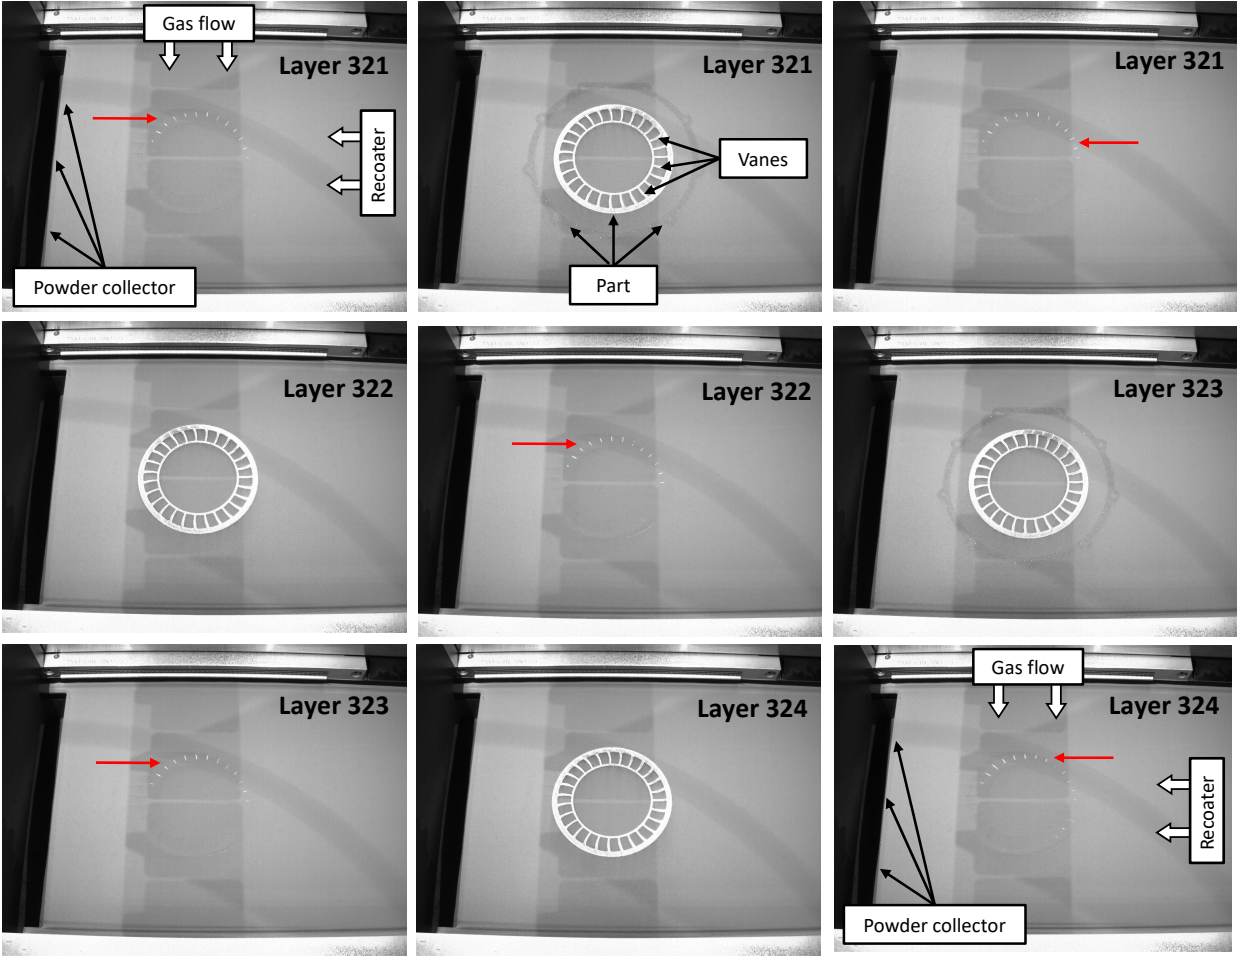 Gas flow
Layer 321
Recoater
Powder collector
Layer 321
Vanes
Part
Layer 321
Layer 322
Layer 322
Layer 323
Layer 323
Layer 324
Gas flow
Layer 324
Recoater
Powder collector